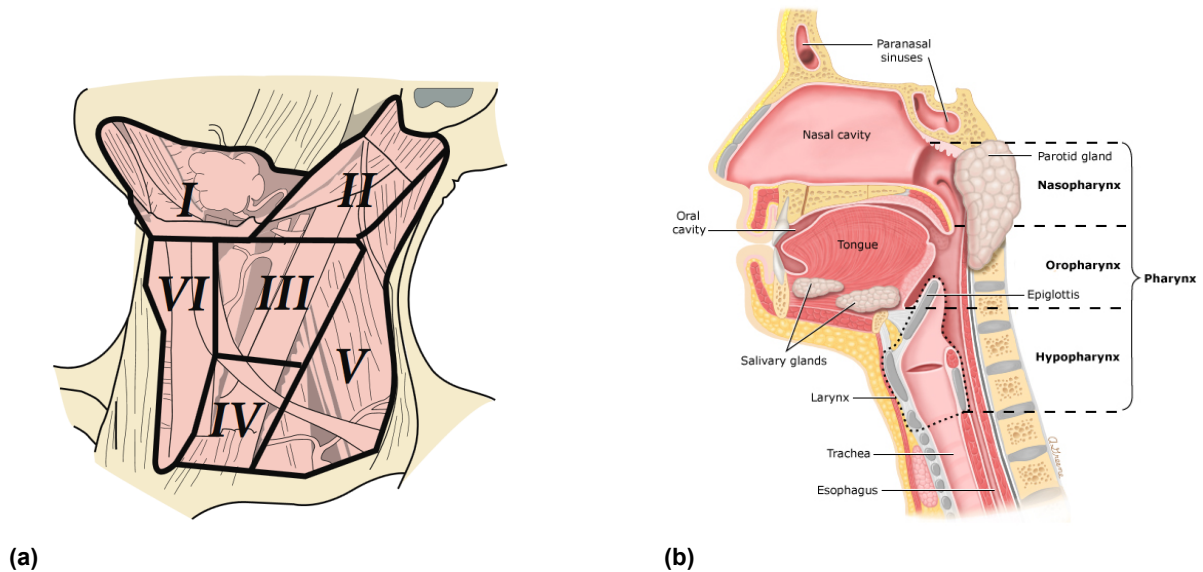 I
II
VI
III
V
IV
(a)
Paranasal
sinuses
Nasal cavity
Parotid gland
Nasopharynx
Oral
cavity
Tongue
Oropharynx
Pharynx
Epiglottis
Salivary glands
Hypopharynx
Larynx
Trachea
Esophagus
(b)